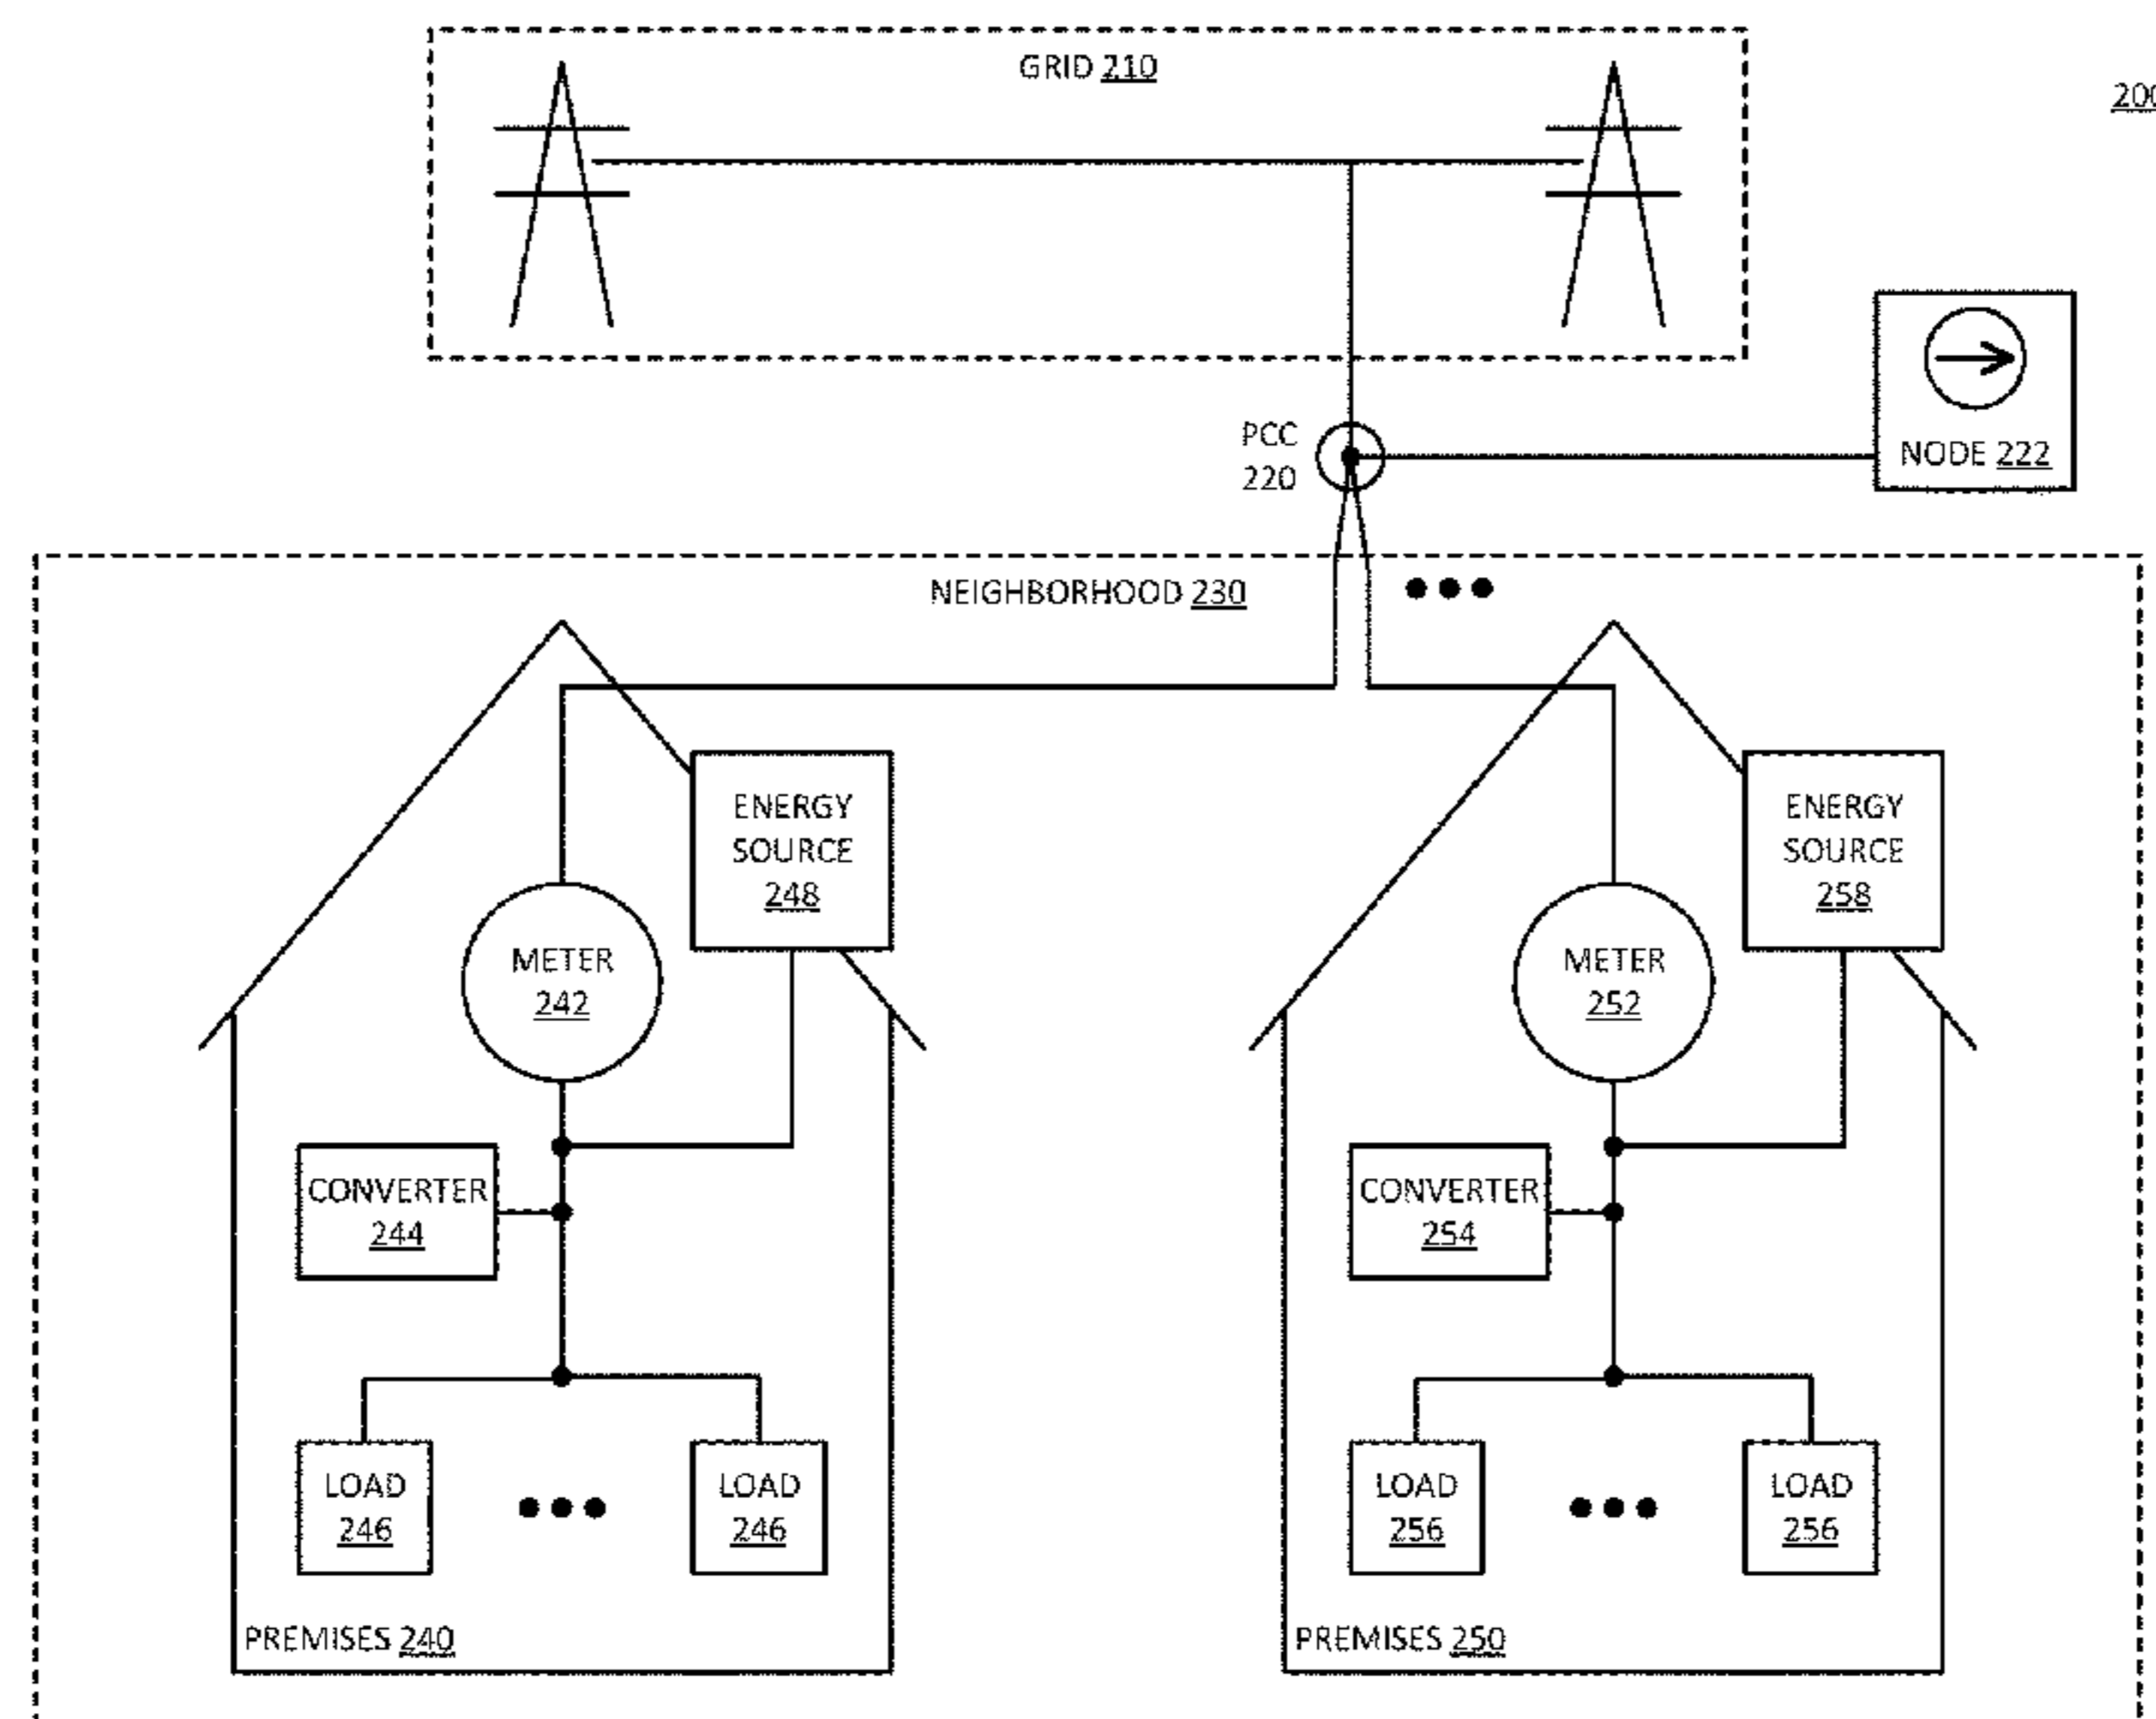 GRID 210
200
PCC
220
NODE 222
NEIGHBORHOOD 230
ENERGY
SOURCE
248
METER
242
CONVERTER
244
LOAD
246
LOAD
246
PREMISES 240
ENERGY
SOURCE
258
METER
252
CONVERTER
254
LOAD
256
LOAD
256
PREMISES 250